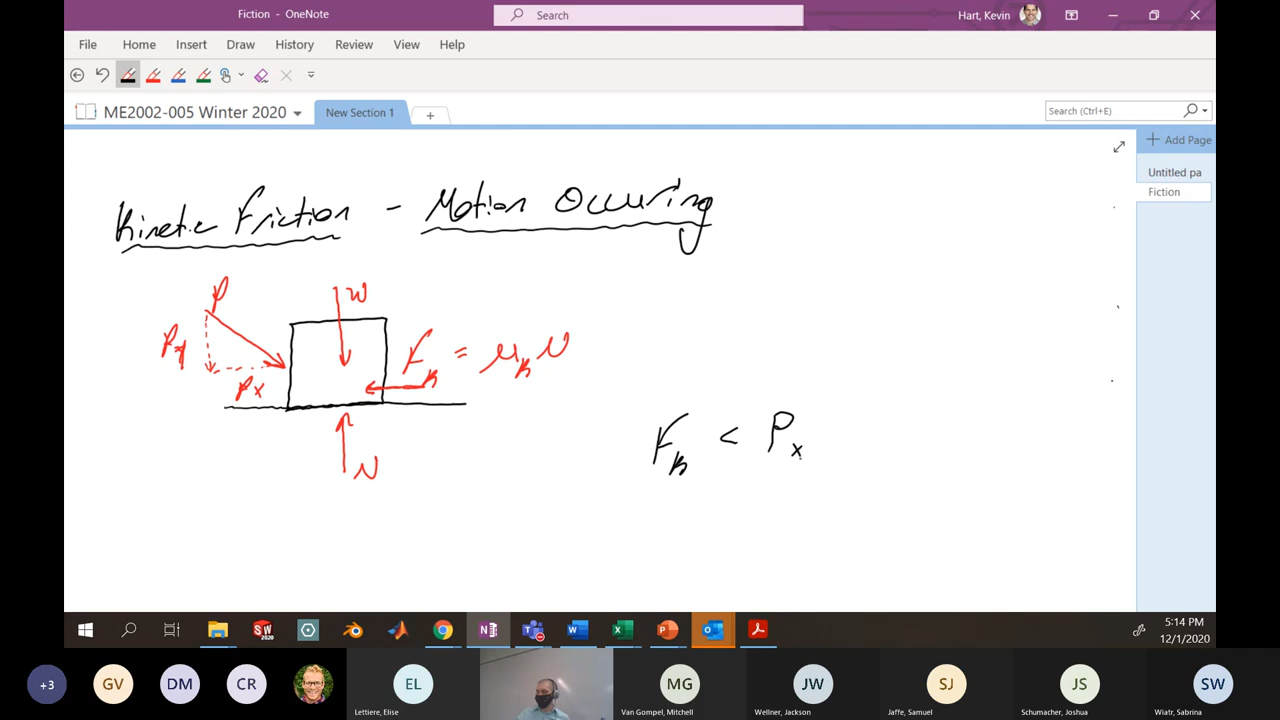 Fiction - OneNote
Search
Hart, Kevin
File Home Insert Draw History Review View Help
ME2002-005 Winter 2020
New Section 1
+
Search (Ctrl+E)
+ Add Page
Untitled pa
Fiction
Kinetic Friction - Motion Occuring
P
W
Py
Px
Fk = μk N
N
Fk < Px
5:14 PM
12/1/2020
+3
GV
DM
CR
EL
Lettiere, Elise
MG
Van Gompel, Mitchell
JW
Wellner, Jackson
SJ
Jaffe, Samuel
JS
Schumacher, Joshua
SW
Wiatr, Sabrina